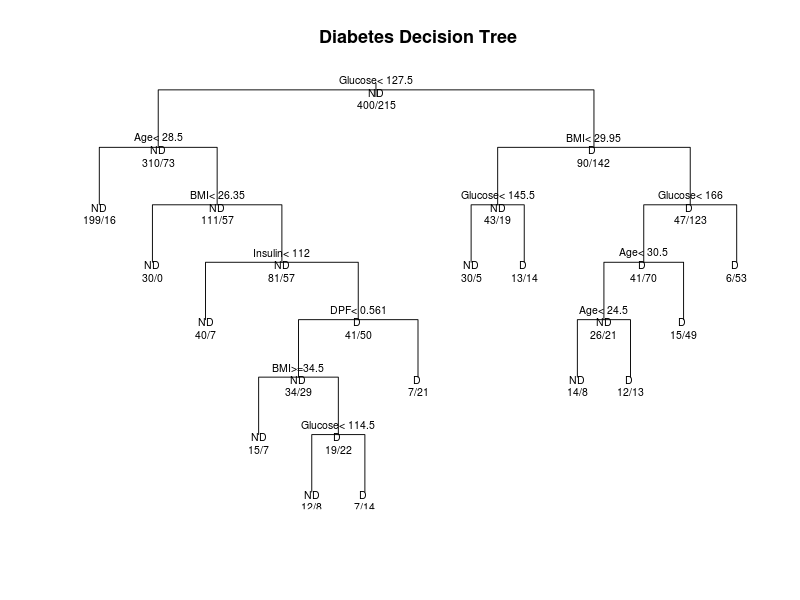 Diabetes Decision Tree
Glucose< 127.5
ND
400/215
Age< 28.5
ND
310/73
BMI< 29.95
D
90/142
ND
199/16
BMI< 26.35
ND
111/57
Glucose< 145.5
ND
43/19
Glucose< 166
D
47/123
ND
30/0
Insulin< 112
ND
81/57
ND
30/5
D
13/14
Age< 30.5
D
41/70
D
6/53
ND
40/7
DPF< 0.561
D
41/50
Age< 24.5
ND
26/21
D
15/49
BMI>=34.5
ND
34/29
D
7/21
ND
14/8
D
12/13
ND
15/7
Glucose< 114.5
D
19/22
ND
12/8
D
7/14